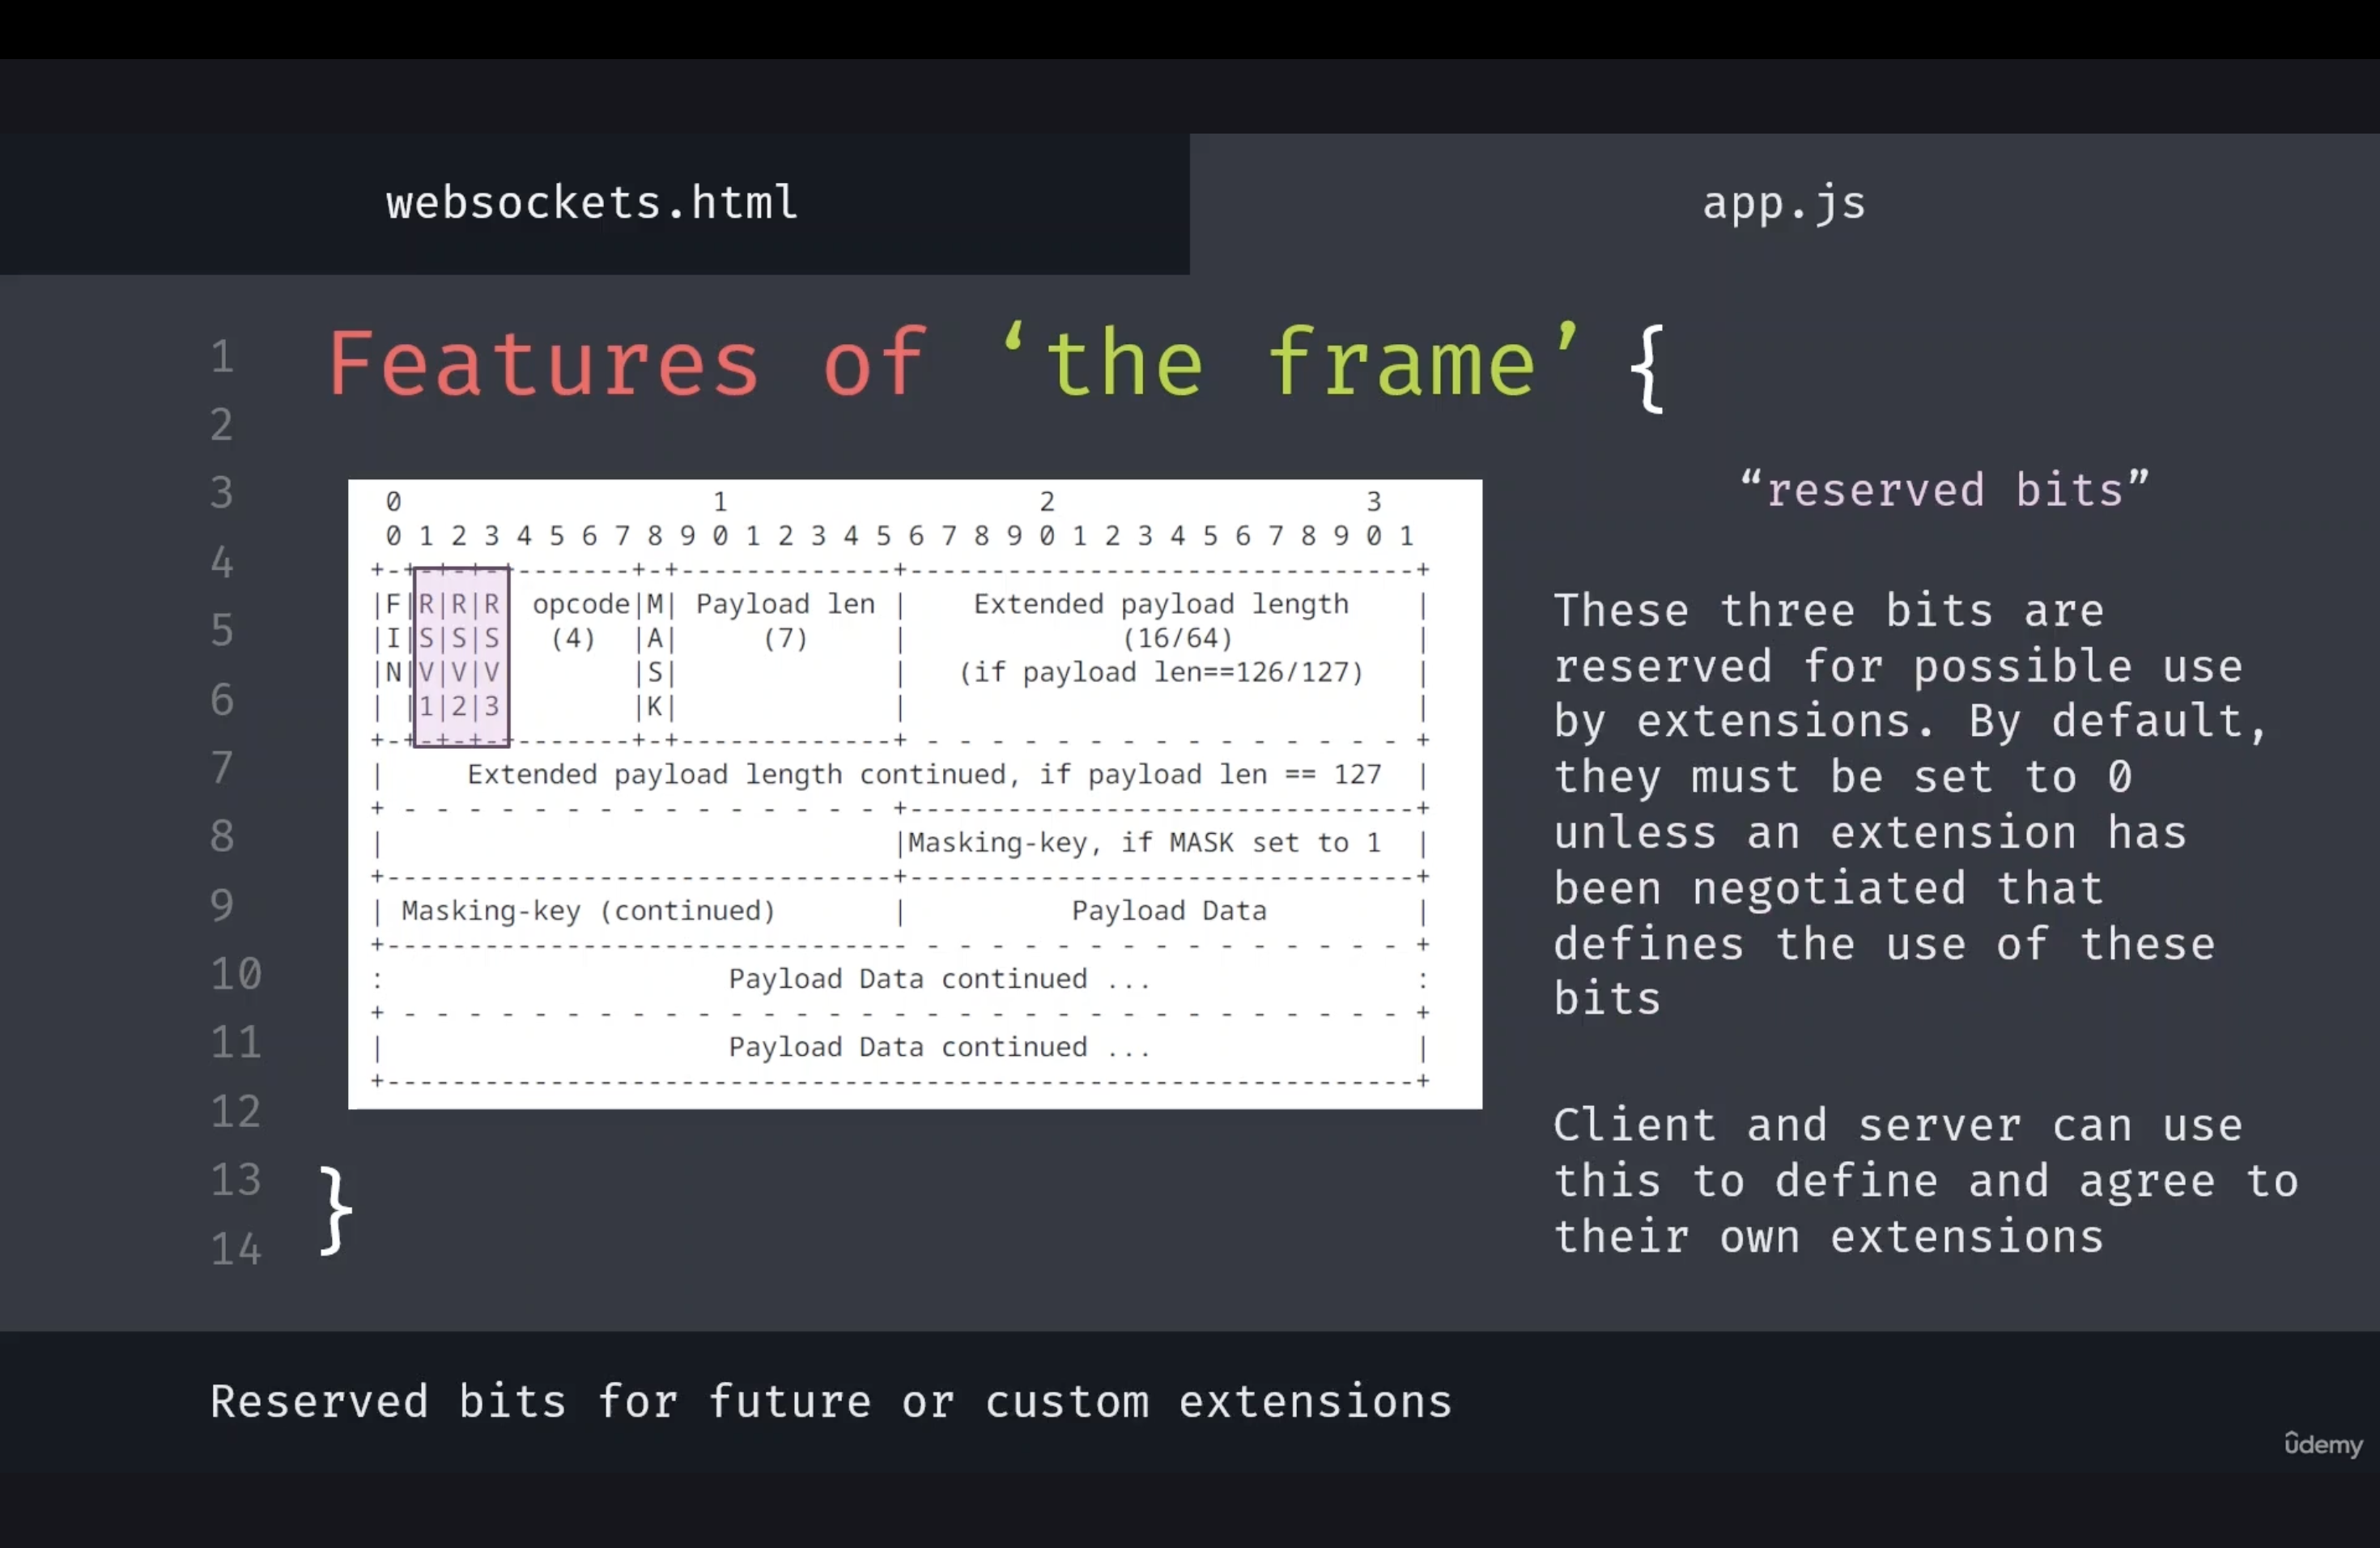 websockets.html
app.js
1
2
3
4
5
6
7
8
9
10
11
12
13
14
Features of ‘the frame’ {
 0                   1                   2                   3
 0 1 2 3 4 5 6 7 8 9 0 1 2 3 4 5 6 7 8 9 0 1 2 3 4 5 6 7 8 9 0 1
+-+-+-+-+-------+-+-------------+-------------------------------+
|F|R|R|R| opcode|M| Payload len |    Extended payload length    |
|I|S|S|S|  (4)  |A|     (7)     |             (16/64)           |
|N|V|V|V|       |S|             |   (if payload len==126/127)   |
| |1|2|3|       |K|             |                               |
+-+-+-+-+-------+-+-------------+ - - - - - - - - - - - - - - - +
|     Extended payload length continued, if payload len == 127  |
+ - - - - - - - - - - - - - - - +-------------------------------+
|                               |Masking-key, if MASK set to 1  |
+-------------------------------+-------------------------------+
| Masking-key (continued)       |          Payload Data         |
+-------------------------------- - - - - - - - - - - - - - - - +
:                     Payload Data continued ...                :
+ - - - - - - - - - - - - - - - - - - - - - - - - - - - - - - - +
|                     Payload Data continued ...                |
+---------------------------------------------------------------+
}
“reserved bits”
These three bits are
reserved for possible use
by extensions. By default,
they must be set to 0
unless an extension has
been negotiated that
defines the use of these
bits
Client and server can use
this to define and agree to
their own extensions
Reserved bits for future or custom extensions
ûdemy